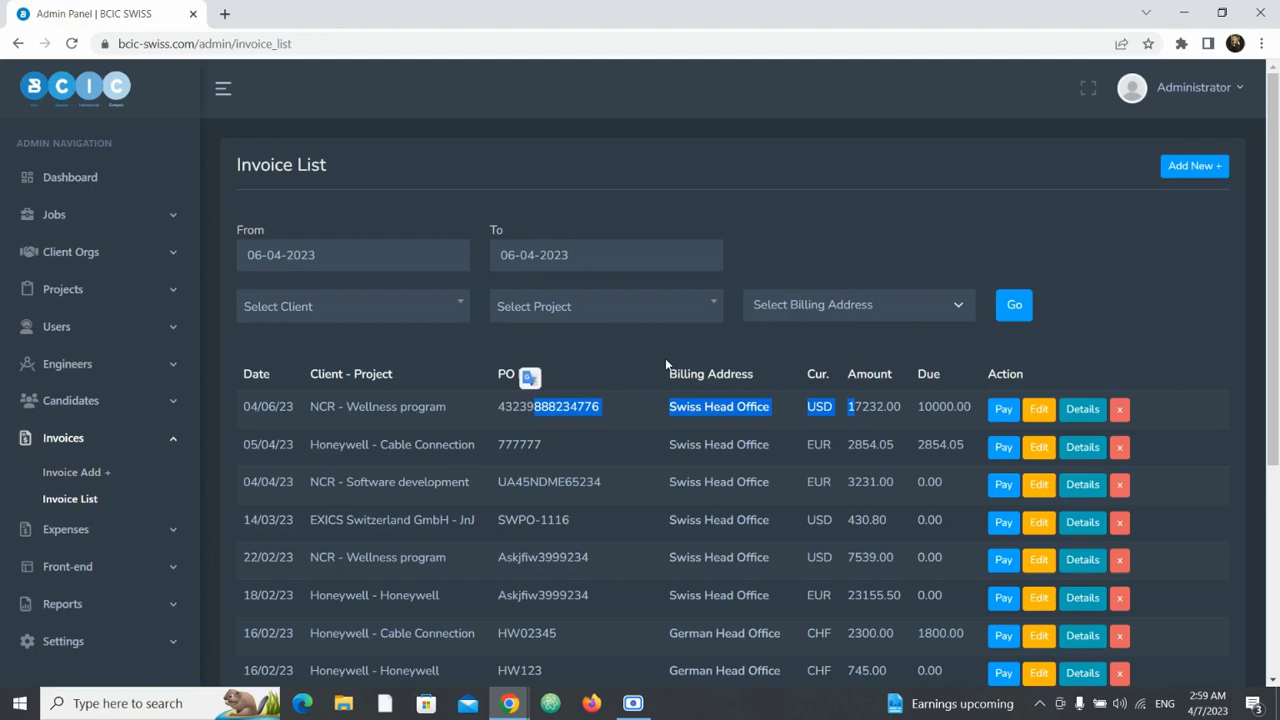 Admin Panel | BCIC SWISS
bcic-swiss.com/admin/invoice_list
B C I C
Administrator
ADMIN NAVIGATION
Dashboard
Jobs
Client Orgs
Projects
Users
Engineers
Candidates
Invoices
Invoice Add +
Invoice List
Expenses
Front-end
Reports
Settings
Invoice List
Add New +
From To
06-04-2023 06-04-2023
Select Client Select Project Select Billing Address Go
Date Client - Project PO Billing Address Cur. Amount Due Action
04/06/23 NCR - Wellness program 43239888234776 Swiss Head Office USD 17232.00 10000.00 Pay Edit Details x
05/04/23 Honeywell - Cable Connection 777777 Swiss Head Office EUR 2854.05 2854.05 Pay Edit Details x
04/04/23 NCR - Software development UA45NDME65234 Swiss Head Office EUR 3231.00 0.00 Pay Edit Details x
14/03/23 EXICS Switzerland GmbH - JnJ SWPO-1116 Swiss Head Office USD 430.80 0.00 Pay Edit Details x
22/02/23 NCR - Wellness program Askjfiw3999234 Swiss Head Office USD 7539.00 0.00 Pay Edit Details x
18/02/23 Honeywell - Honeywell Askjfiw3999234 Swiss Head Office EUR 23155.50 0.00 Pay Edit Details x
16/02/23 Honeywell - Cable Connection HW02345 German Head Office CHF 2300.00 1800.00 Pay Edit Details x
16/02/23 Honeywell - Honeywell HW123 German Head Office CHF 745.00 0.00 Pay Edit Details x
Type here to search
Earnings upcoming
ENG
2:59 AM
4/7/2023
3